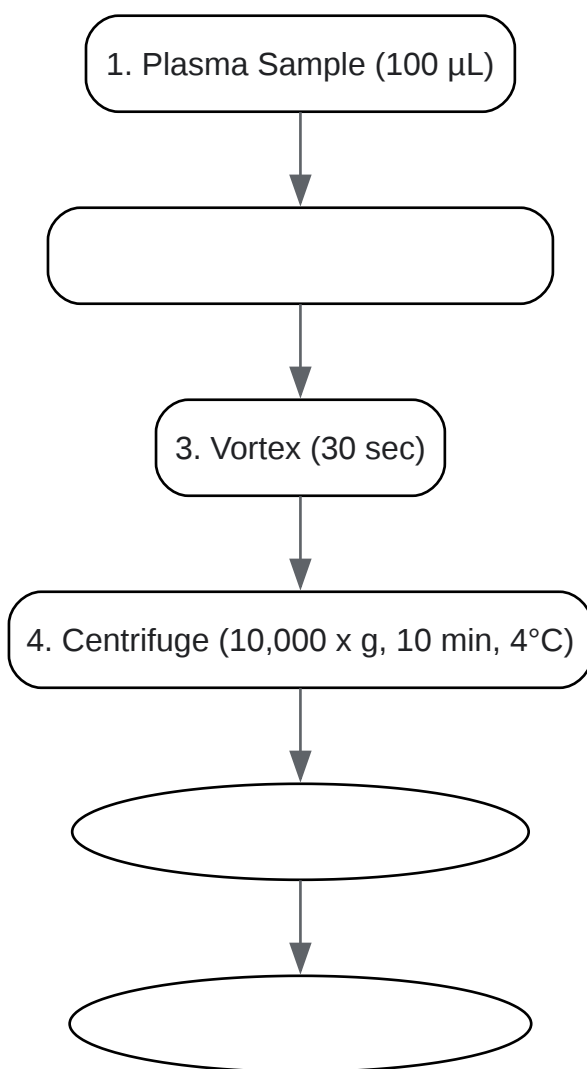 1. Plasma Sample (100 µL)
3. Vortex (30 sec)
4. Centrifuge (10,000 x g, 10 min, 4°C)